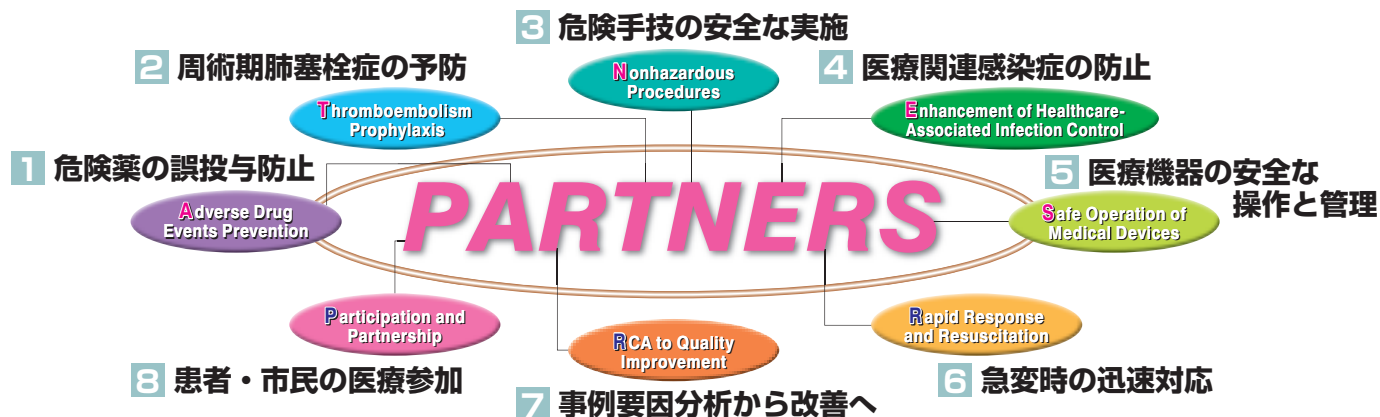 3 危険手技の安全な実施
Nonhazardous
Procedures
2 周術期肺塞栓症の予防
Thromboembolism
Prophylaxis
4 医療関連感染症の防止
Enhancement of Healthcare-
Associated Infection Control
1 危険薬の誤投与防止
Adverse Drug
Events Prevention
PARTNERS
5 医療機器の安全な
操作と管理
Safe Operation of
Medical Devices
Participation and
Partnership
8 患者・市民の医療参加
RCA to Quality
Improvement
7 事例要因分析から改善へ
Rapid Response
and Resuscitation
6 急変時の迅速対応